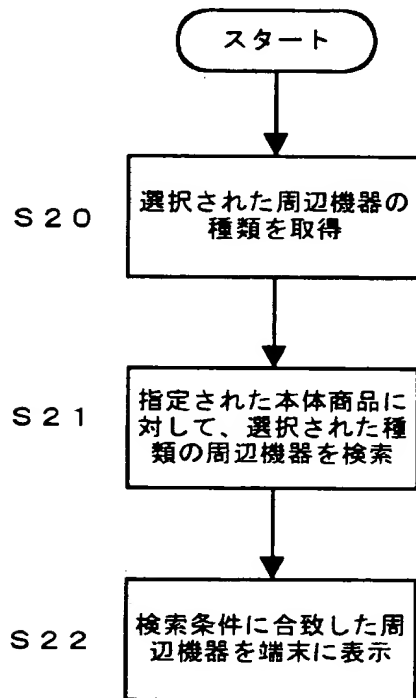 スタート
S20
選択された周辺機器の
種類を取得
S21
指定された本体商品に
対して、選択された種
類の周辺機器を検索
S22
検索条件に合致した周
辺機器を端末に表示